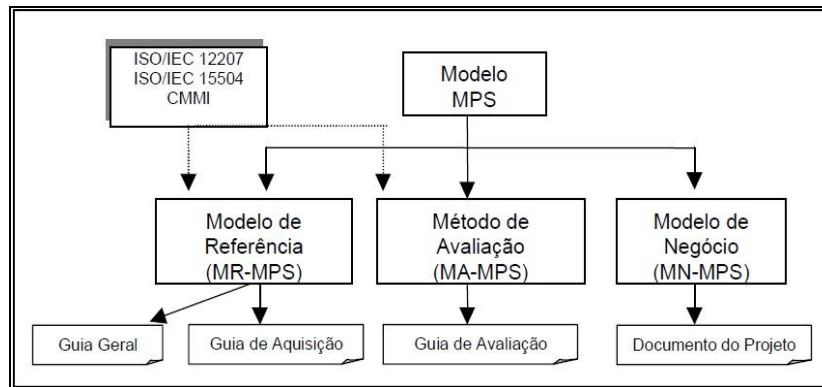 ISO/IEC 12207
ISO/IEC 15504
CMMI
Modelo
MPS
Modelo de
Referência
(MR-MPS)
Método de
Avaliação
(MA-MPS)
Modelo de
Negócio
(MN-MPS)
Guia Geral
Guia de Aquisição
Guia de Avaliação
Documento do Projeto